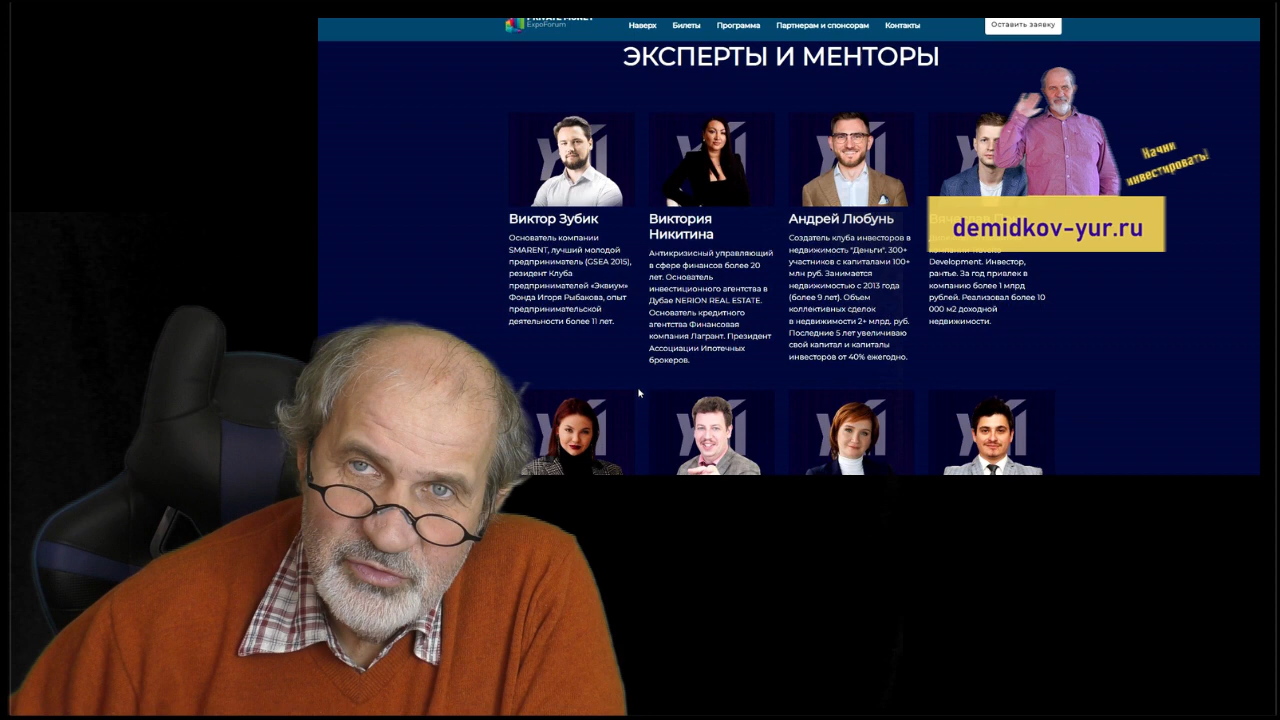 PRIVATE MONEY
ExpoForum
Наверх
Билеты
Программа
Партнерам и спонсорам
Контакты
Оставить заявку
ЭКСПЕРТЫ И МЕНТОРЫ
Начни
инвестировать!
demidkov-yur.ru
Виктор Зубик
Основатель компании
SMARENT, лучший молодой
предприниматель (GSEA 2015),
резидент Клуба
предпринимателей «Эквиум»
Фонда Игоря Рыбакова, опыт
предпринимательской
деятельности более 11 лет.
Виктория
Никитина
Антикризисный управляющий
в сфере финансов более 20
лет. Основатель
инвестиционного агентства в
Дубае NERION REAL ESTATE.
Основатель кредитного
агентства Финансовая
компания Лагрант. Президент
Ассоциации Ипотечных
брокеров.
Андрей Любунь
Создатель клуба инвесторов в
недвижимость "Деньги". 300+
участников с капиталами 100+
млн руб. Занимается
недвижимостью с 2013 года
(более 9 лет). Объем
коллективных сделок
в недвижимости 2+ млрд. руб.
Последние 5 лет увеличиваю
свой капитал и капиталы
инвесторов от 40% ежегодно.
Development. Инвестор,
рантье. За год привлек в
компанию более 1 млрд
рублей. Реализовал более 10
000 м2 доходной
недвижимости.